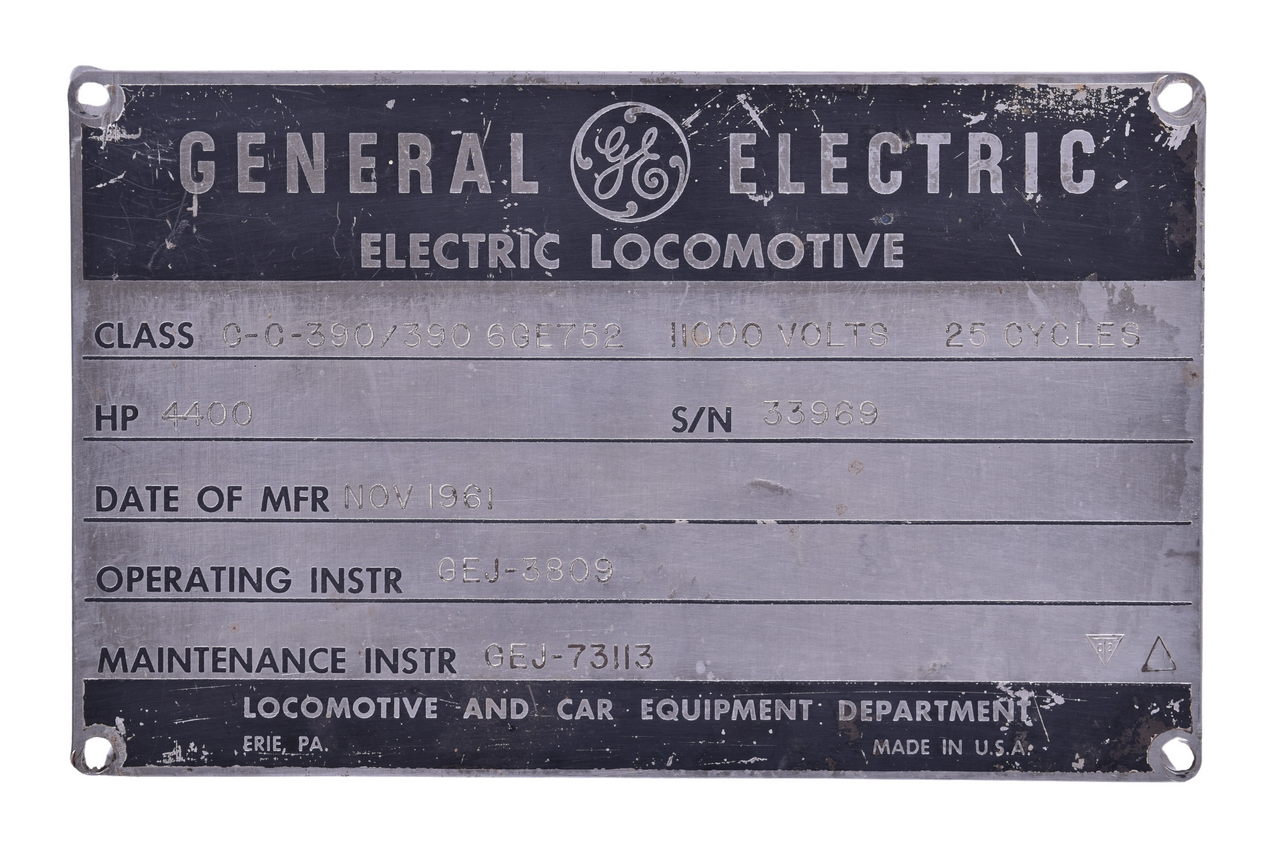 GENERAL GE ELECTRIC
ELECTRIC LOCOMOTIVE
CLASS C-C-390/390 6GE752 11000 VOLTS 25 CYCLES
HP 4400 S/N 33969
DATE OF MFR NOV 1961
OPERATING INSTR GEJ-3809
MAINTENANCE INSTR GEJ-73113
LOCOMOTIVE AND CAR EQUIPMENT DEPARTMENT
ERIE, PA. MADE IN U.S.A.